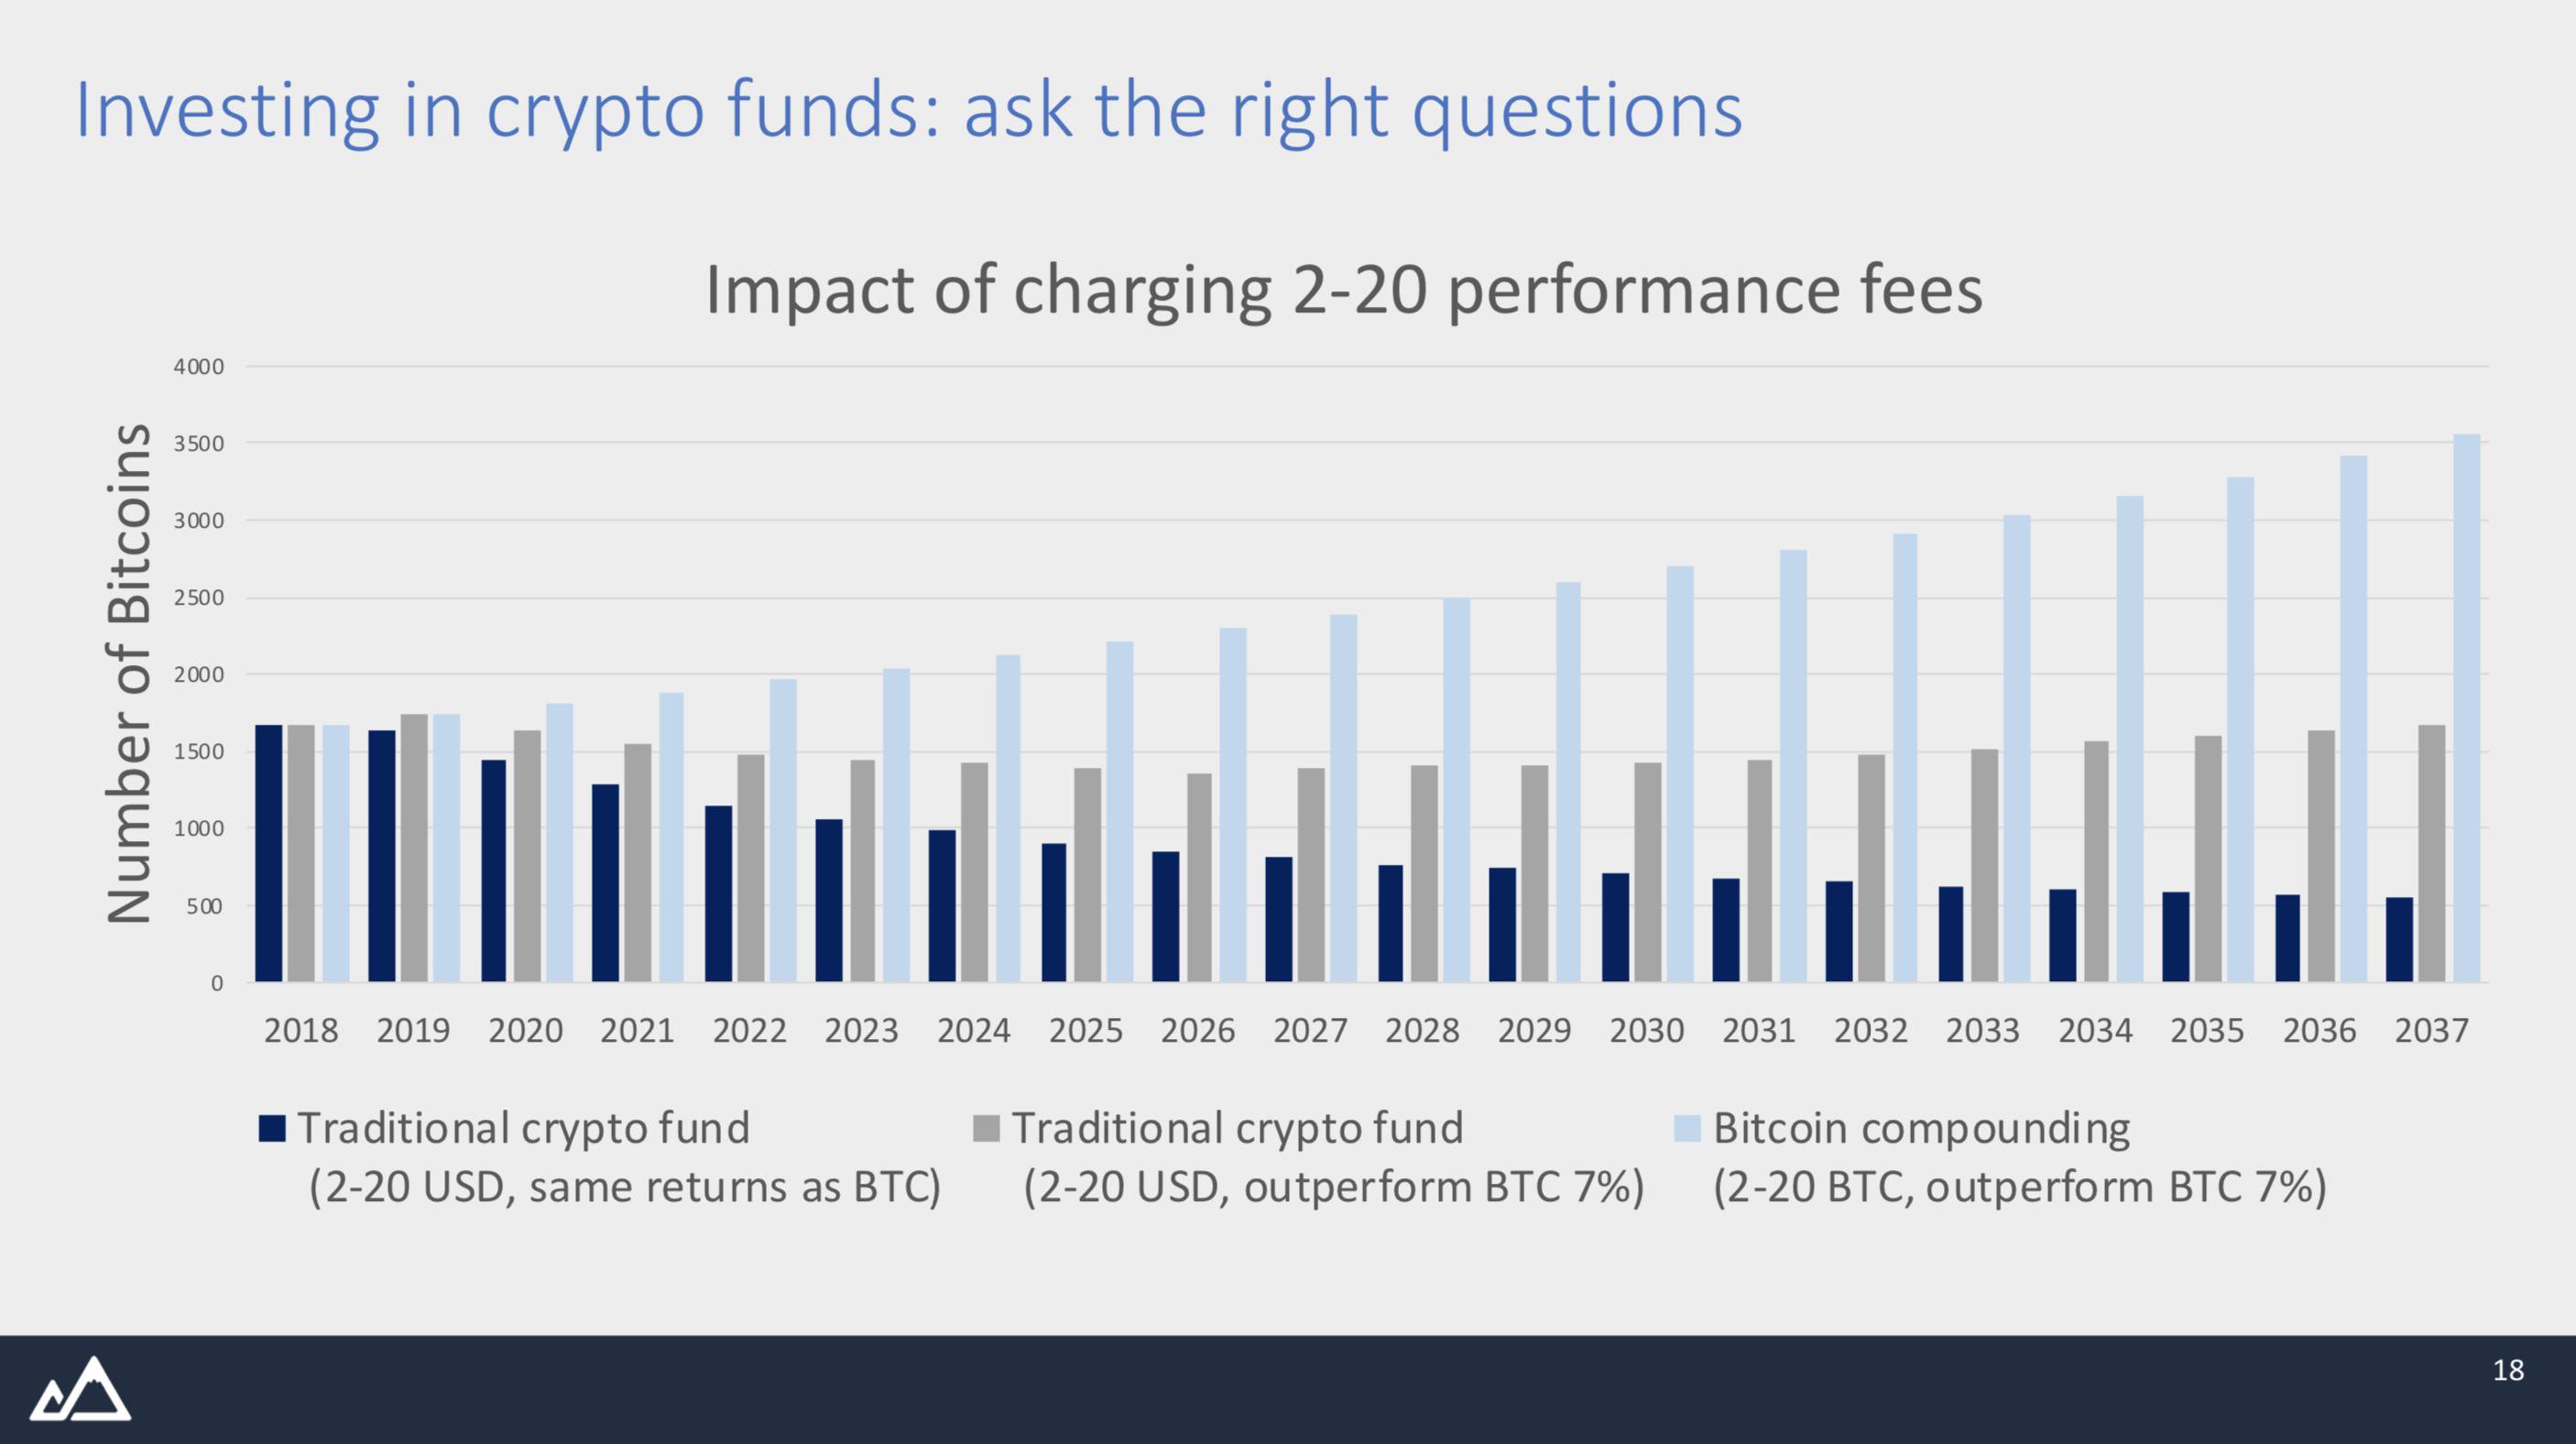 Investing in crypto funds: ask the right questions
Impact of charging 2-20 performance fees
Number of Bitcoins
4000
3500
3000
2500
2000
1500
1000
500
0
2018 2019 2020 2021 2022 2023 2024 2025 2026 2027 2028 2029 2030 2031 2032 2033 2034 2035 2036 2037
Traditional crypto fund
(2-20 USD, same returns as BTC)
Traditional crypto fund
(2-20 USD, outperform BTC 7%)
Bitcoin compounding
(2-20 BTC, outperform BTC 7%)
18